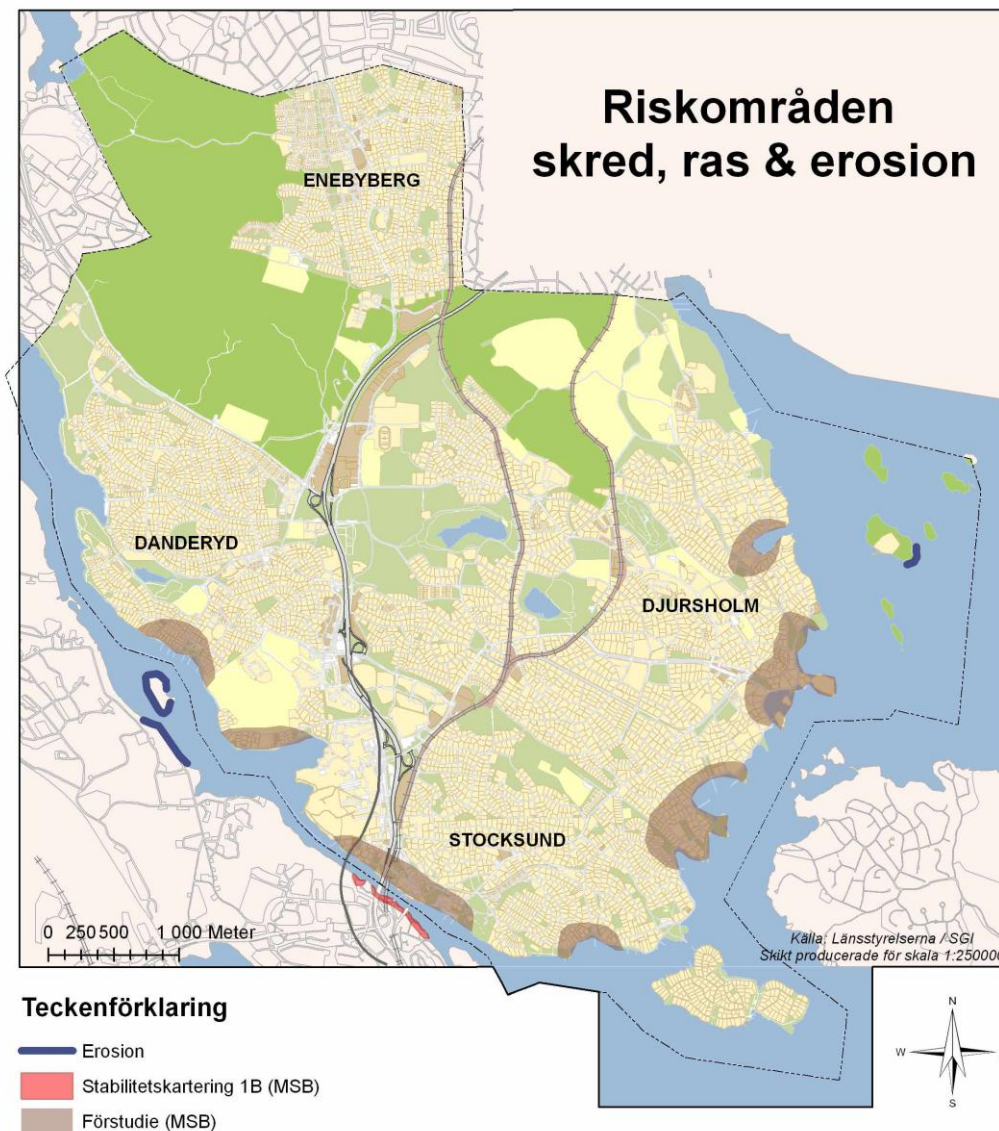 Riskområden
skred, ras & erosion
ENEBYBERG
DANDERYD
DJURSHOLM
STOCKSUND
0 250 500 1 000 Meter
Källa: Länsstyrelserna / SGI
Skikt producerade för skala 1:250000
Teckenförklaring
Erosion
Stabilitetskartering 1B (MSB)
Förstudie (MSB)
N
W E
S